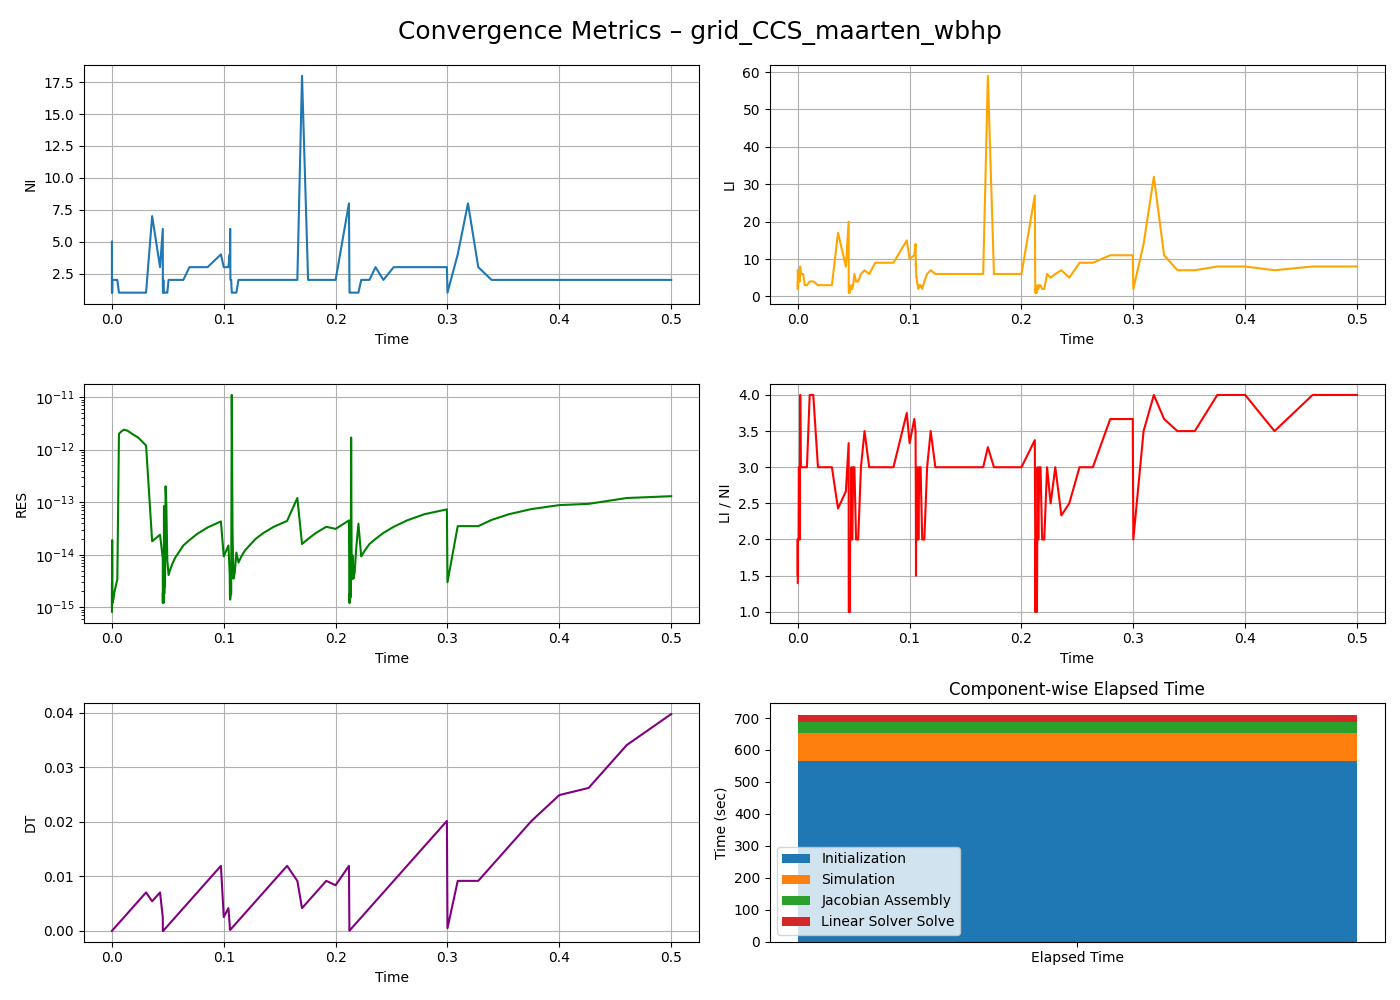 Convergence Metrics – grid_CCS_maarten_wbhp
NI
17.5
15.0
12.5
10.0
7.5
5.0
2.5
0.0 0.1 0.2 0.3 0.4 0.5
Time
LI
60
50
40
30
20
10
0
0.0 0.1 0.2 0.3 0.4 0.5
Time
RES
10⁻¹¹
10⁻¹²
10⁻¹³
10⁻¹⁴
10⁻¹⁵
0.0 0.1 0.2 0.3 0.4 0.5
Time
LI / NI
4.0
3.5
3.0
2.5
2.0
1.5
1.0
0.0 0.1 0.2 0.3 0.4 0.5
Time
DT
0.04
0.03
0.02
0.01
0.00
0.0 0.1 0.2 0.3 0.4 0.5
Time
Component-wise Elapsed Time
Time (sec)
700
600
500
400
300
200
100
0
Initialization
Simulation
Jacobian Assembly
Linear Solver Solve
Elapsed Time